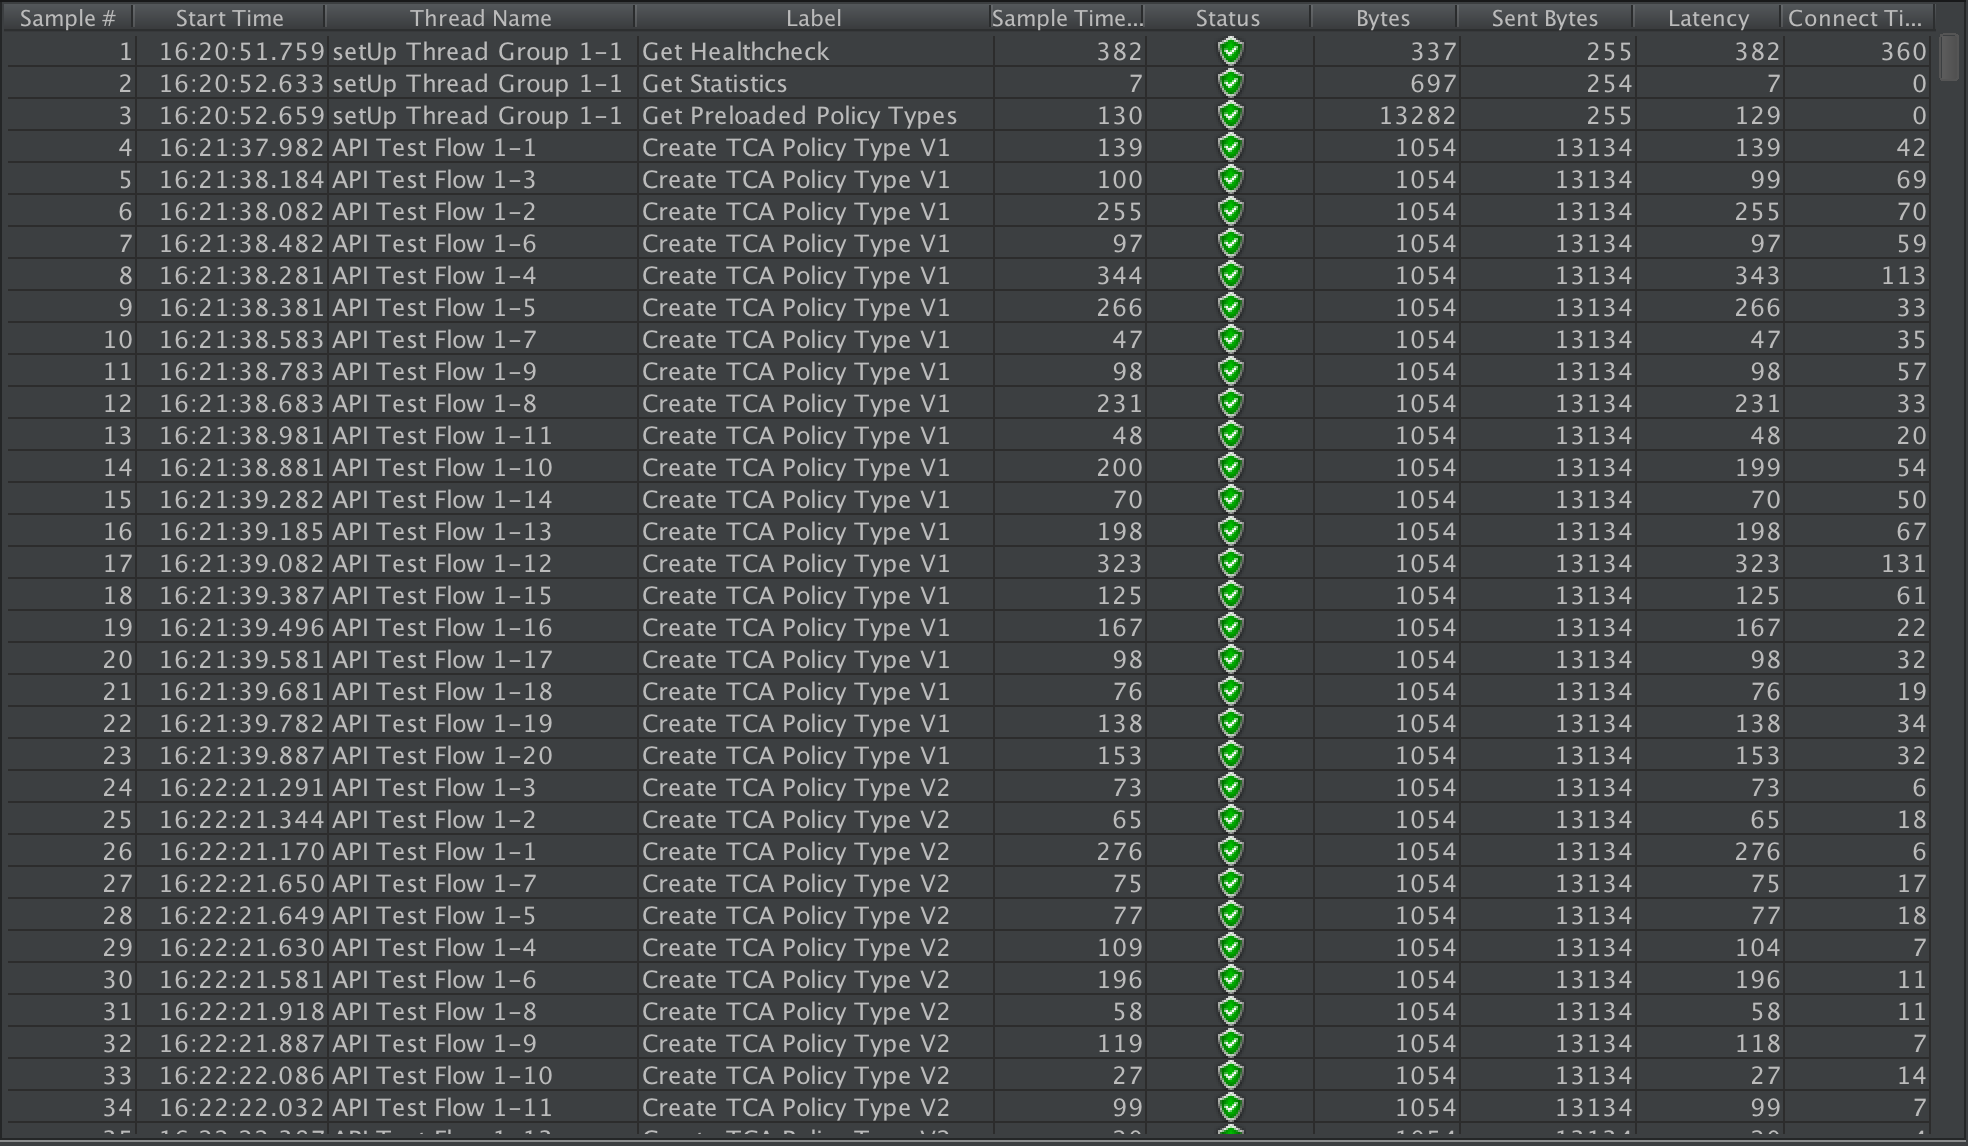 Sample # Start Time Thread Name Label Sample Time... Status Bytes Sent Bytes Latency Connect Ti...
1 16:20:51.759 setUp Thread Group 1-1 Get Healthcheck 382 337 255 382 360
2 16:20:52.633 setUp Thread Group 1-1 Get Statistics 7 697 254 7 0
3 16:20:52.659 setUp Thread Group 1-1 Get Preloaded Policy Types 130 13282 255 129 0
4 16:21:37.982 API Test Flow 1-1 Create TCA Policy Type V1 139 1054 13134 139 42
5 16:21:38.184 API Test Flow 1-3 Create TCA Policy Type V1 100 1054 13134 99 69
6 16:21:38.082 API Test Flow 1-2 Create TCA Policy Type V1 255 1054 13134 255 70
7 16:21:38.482 API Test Flow 1-6 Create TCA Policy Type V1 97 1054 13134 97 59
8 16:21:38.281 API Test Flow 1-4 Create TCA Policy Type V1 344 1054 13134 343 113
9 16:21:38.381 API Test Flow 1-5 Create TCA Policy Type V1 266 1054 13134 266 33
10 16:21:38.583 API Test Flow 1-7 Create TCA Policy Type V1 47 1054 13134 47 35
11 16:21:38.783 API Test Flow 1-9 Create TCA Policy Type V1 98 1054 13134 98 57
12 16:21:38.683 API Test Flow 1-8 Create TCA Policy Type V1 231 1054 13134 231 33
13 16:21:38.981 API Test Flow 1-11 Create TCA Policy Type V1 48 1054 13134 48 20
14 16:21:38.881 API Test Flow 1-10 Create TCA Policy Type V1 200 1054 13134 199 54
15 16:21:39.282 API Test Flow 1-14 Create TCA Policy Type V1 70 1054 13134 70 50
16 16:21:39.185 API Test Flow 1-13 Create TCA Policy Type V1 198 1054 13134 198 67
17 16:21:39.082 API Test Flow 1-12 Create TCA Policy Type V1 323 1054 13134 323 131
18 16:21:39.387 API Test Flow 1-15 Create TCA Policy Type V1 125 1054 13134 125 61
19 16:21:39.496 API Test Flow 1-16 Create TCA Policy Type V1 167 1054 13134 167 22
20 16:21:39.581 API Test Flow 1-17 Create TCA Policy Type V1 98 1054 13134 98 32
21 16:21:39.681 API Test Flow 1-18 Create TCA Policy Type V1 76 1054 13134 76 19
22 16:21:39.782 API Test Flow 1-19 Create TCA Policy Type V1 138 1054 13134 138 34
23 16:21:39.887 API Test Flow 1-20 Create TCA Policy Type V1 153 1054 13134 153 32
24 16:22:21.291 API Test Flow 1-3 Create TCA Policy Type V2 73 1054 13134 73 6
25 16:22:21.344 API Test Flow 1-2 Create TCA Policy Type V2 65 1054 13134 65 18
26 16:22:21.170 API Test Flow 1-1 Create TCA Policy Type V2 276 1054 13134 276 6
27 16:22:21.650 API Test Flow 1-7 Create TCA Policy Type V2 75 1054 13134 75 17
28 16:22:21.649 API Test Flow 1-5 Create TCA Policy Type V2 77 1054 13134 77 18
29 16:22:21.630 API Test Flow 1-4 Create TCA Policy Type V2 109 1054 13134 104 7
30 16:22:21.581 API Test Flow 1-6 Create TCA Policy Type V2 196 1054 13134 196 11
31 16:22:21.918 API Test Flow 1-8 Create TCA Policy Type V2 58 1054 13134 58 11
32 16:22:21.887 API Test Flow 1-9 Create TCA Policy Type V2 119 1054 13134 118 7
33 16:22:22.086 API Test Flow 1-10 Create TCA Policy Type V2 27 1054 13134 27 14
34 16:22:22.032 API Test Flow 1-11 Create TCA Policy Type V2 99 1054 13134 99 7